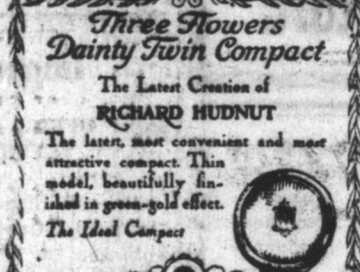 Three Flowers
Dainty Twin Compact
The Latest Creation of
RICHARD HUDNUT
The latest, most convenient and most
attractive compact. Thin
model, beautifully fin-
ished in green-gold effect.
The Ideal Compact